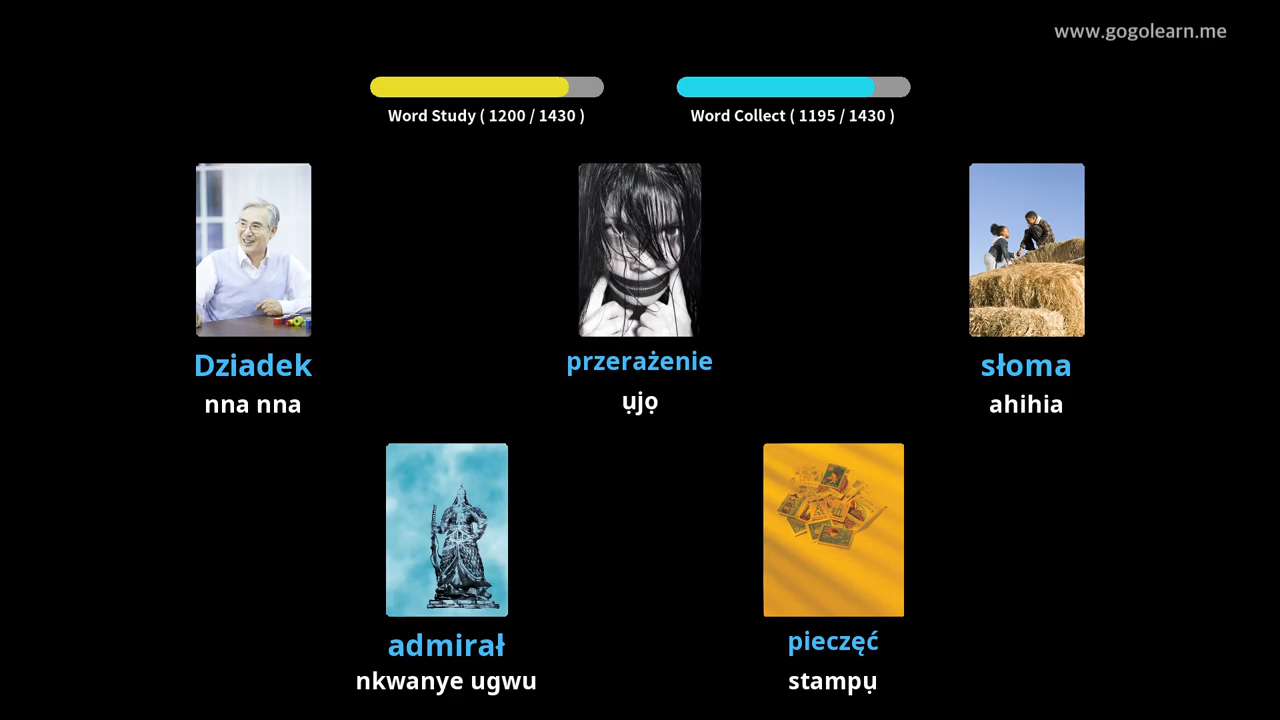 www.gogolearn.me
Word Study ( 1200 / 1430 )
Word Collect ( 1195 / 1430 )
Dziadek
nna nna
przerażenie
ụjọ
słoma
ahihia
admirał
nkwanye ugwu
pieczęć
stampụ